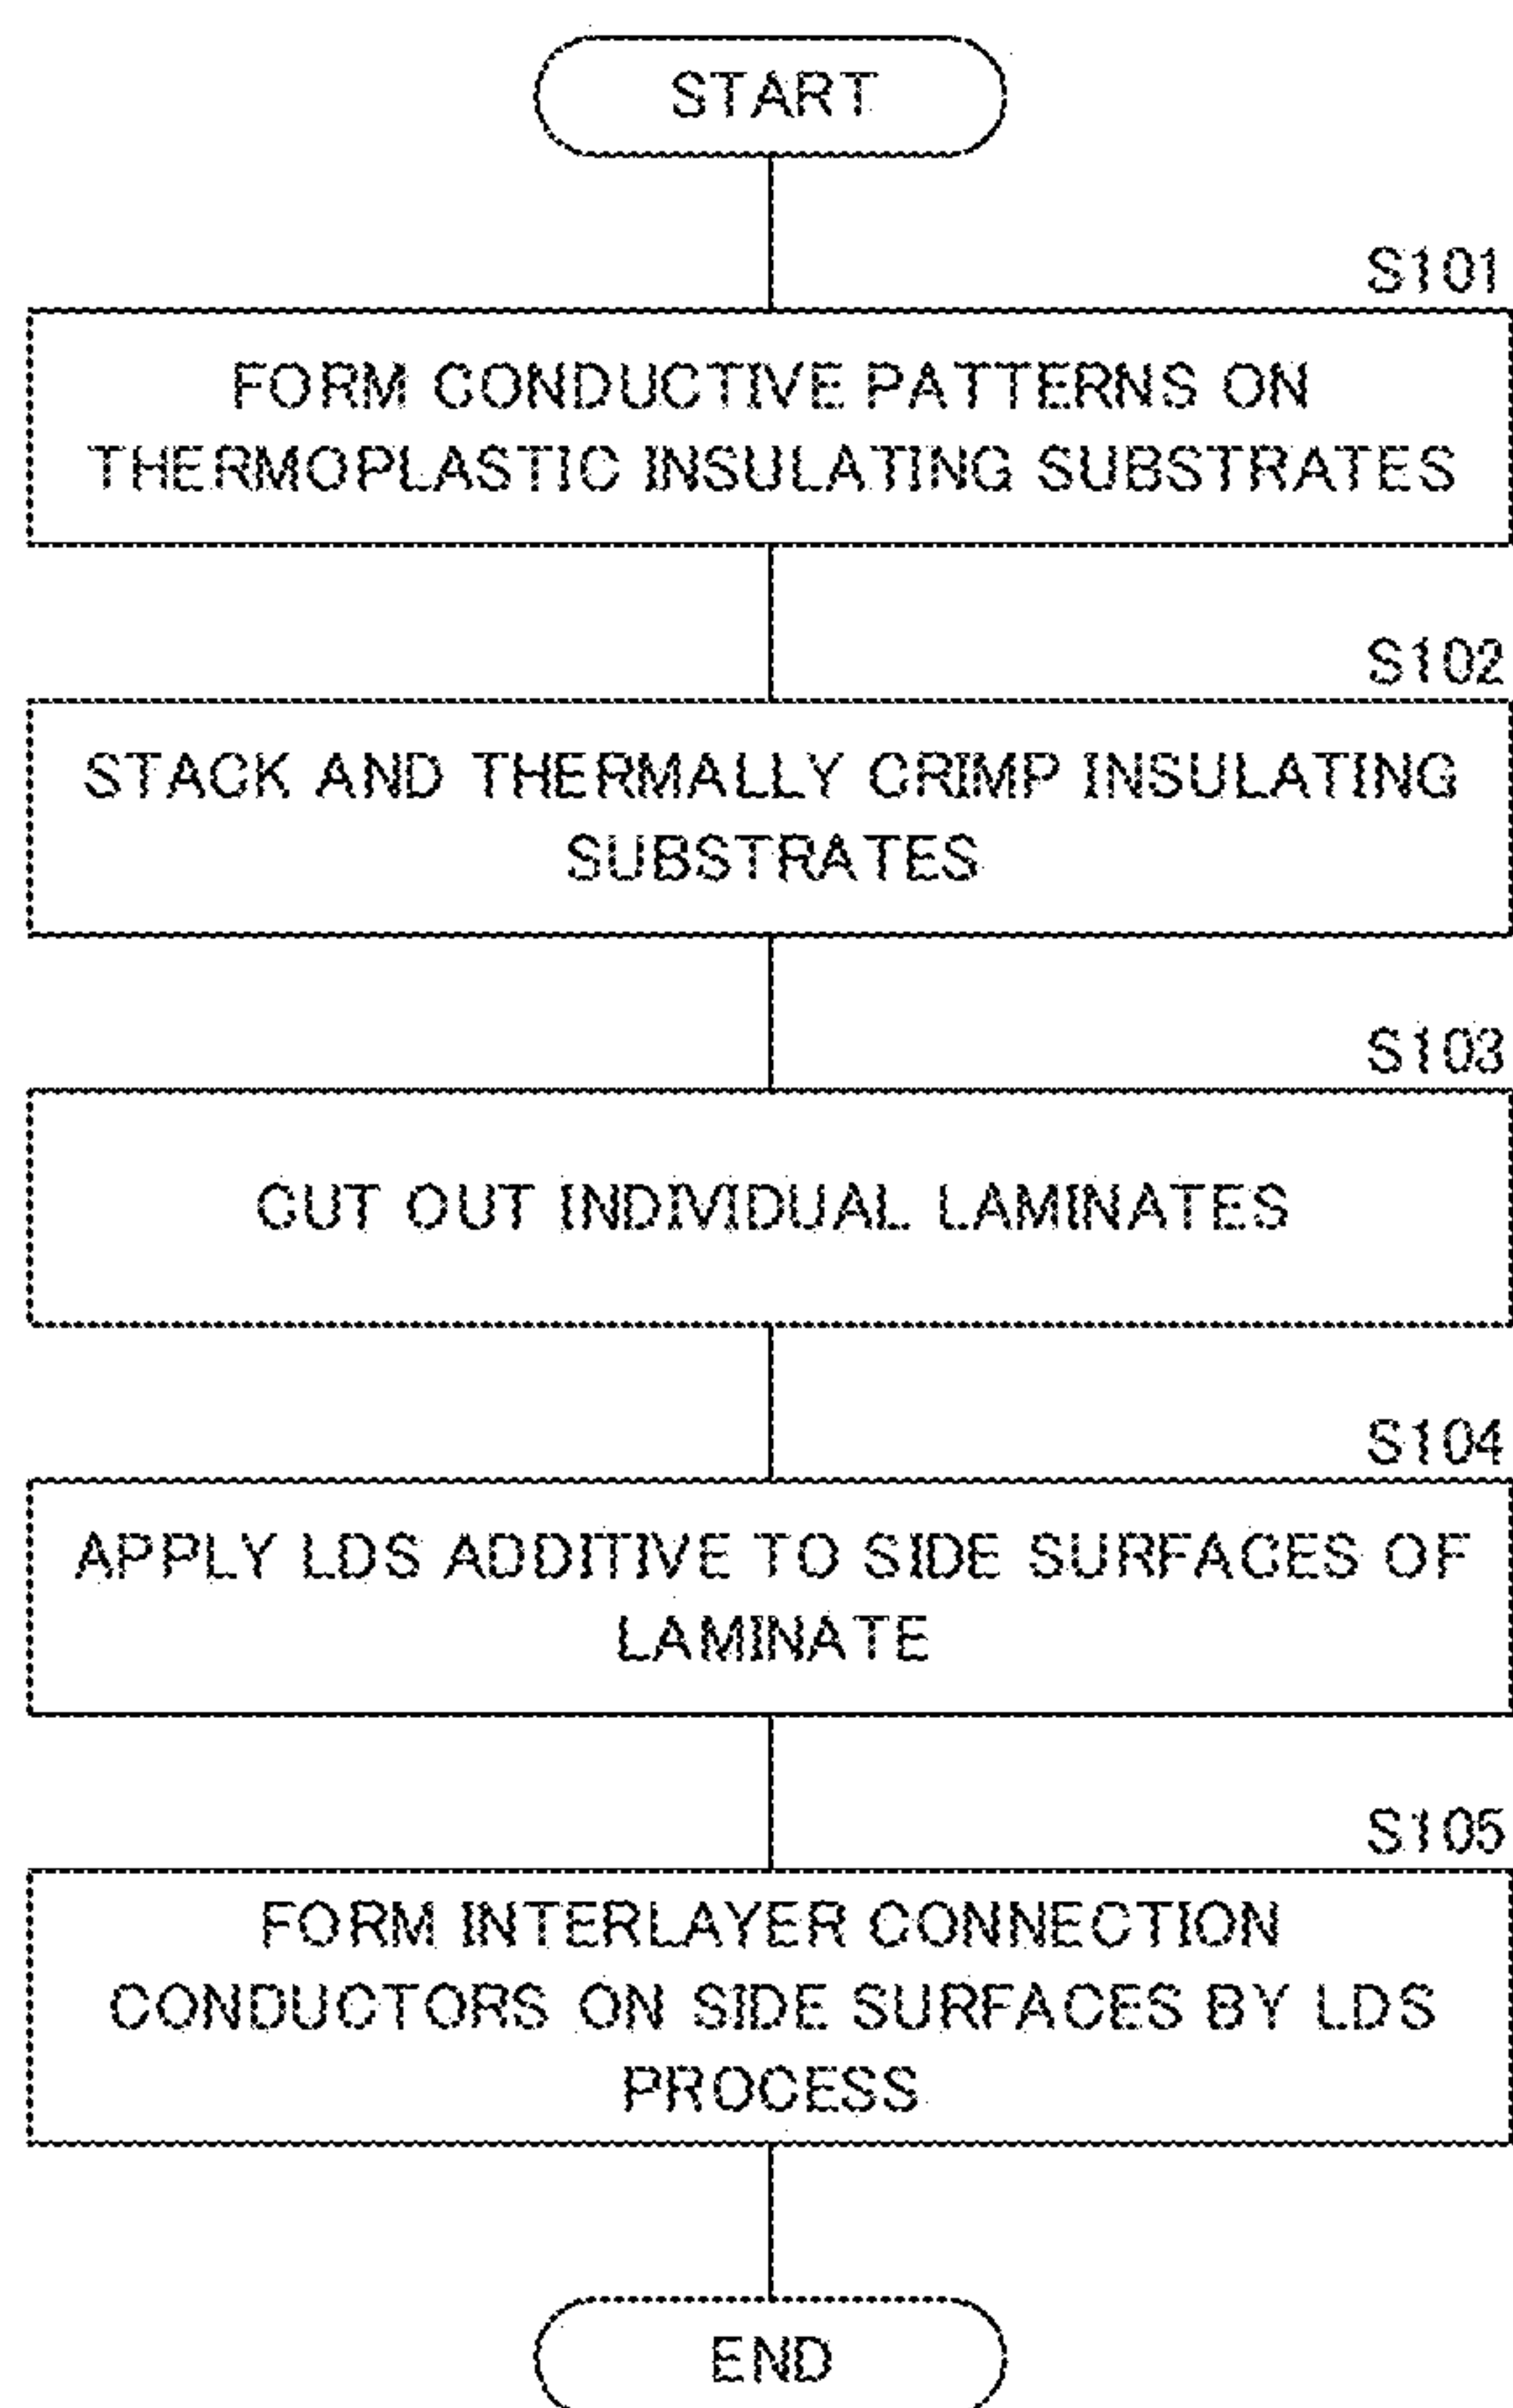 START
S101
FORM CONDUCTIVE PATTERNS ON
THERMOPLASTIC INSULATING SUBSTRATES
S102
STACK AND THERMALLY CRIMP INSULATING
SUBSTRATES
S103
CUT OUT INDIVIDUAL LAMINATES
S104
APPLY LDS ADDITIVE TO SIDE SURFACES OF
LAMINATE
S105
FORM INTERLAYER CONNECTION
CONDUCTORS ON SIDE SURFACES BY LDS
PROCESS
END